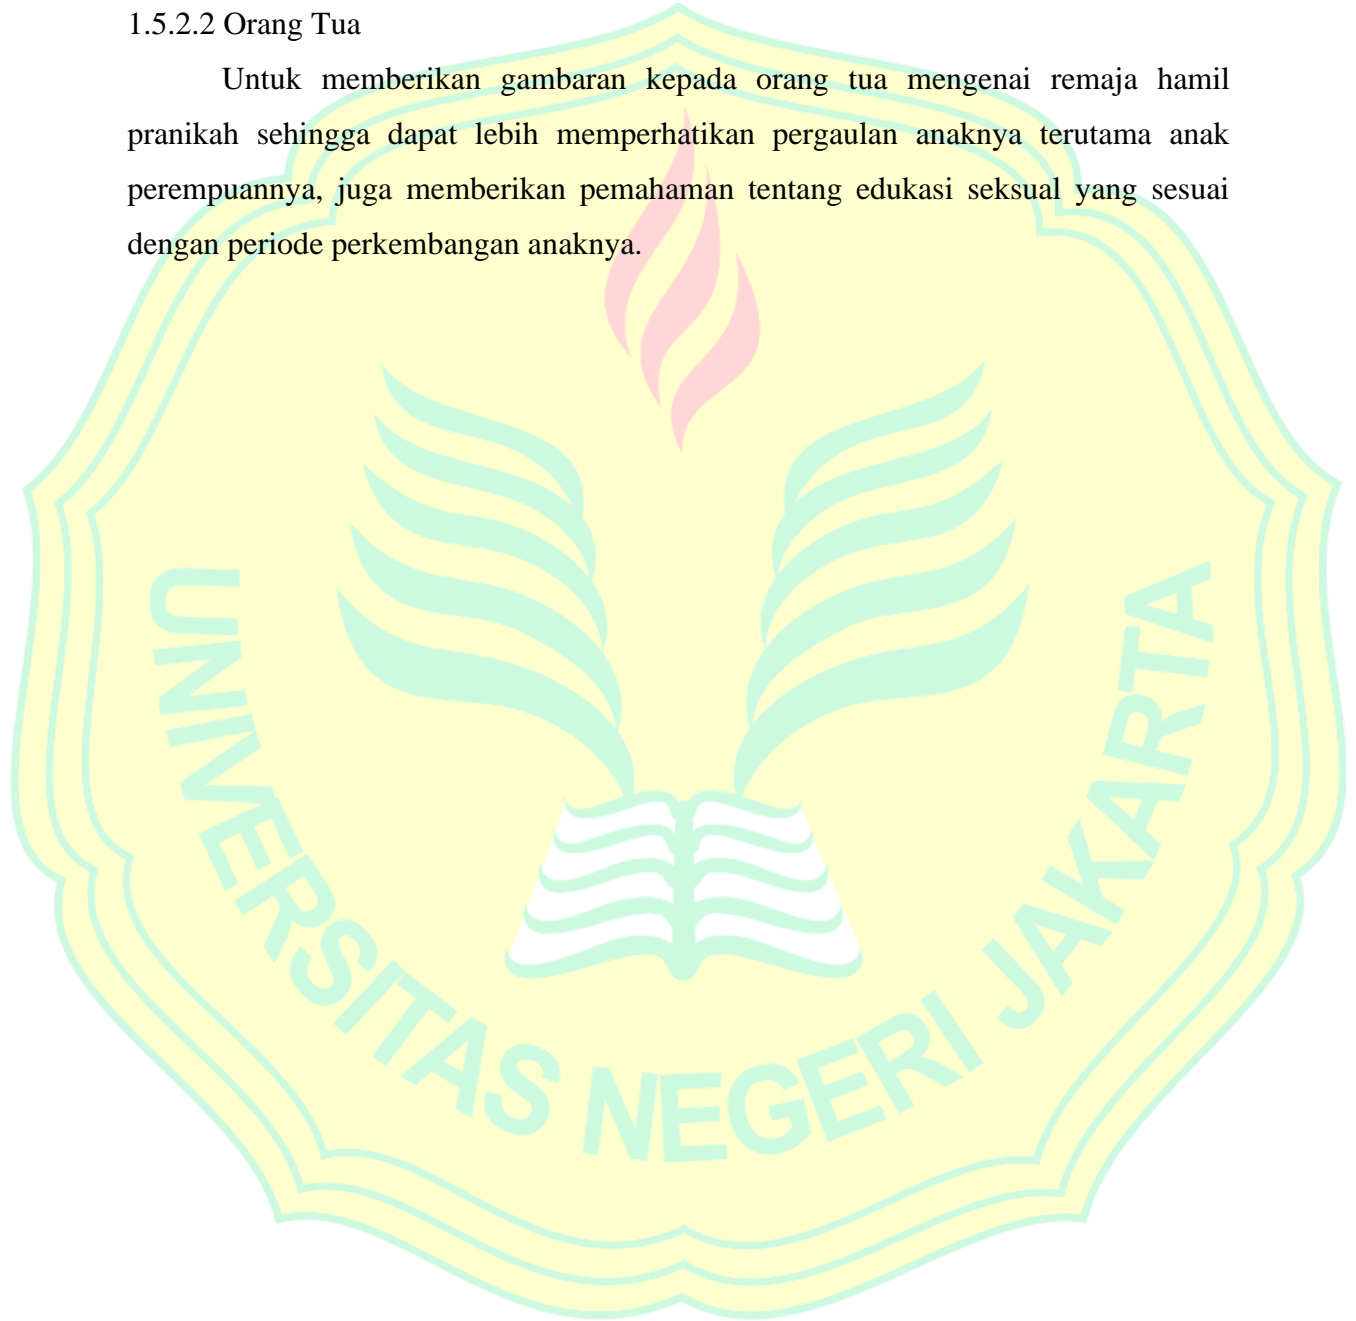 1.5.2.2 Orang Tua
Untuk memberikan gambaran kepada orang tua mengenai remaja hamil
pranikah sehingga dapat lebih memperhatikan pergaulan anaknya terutama anak
perempuannya, juga memberikan pemahaman tentang edukasi seksual yang sesuai
dengan periode perkembangan anaknya.
UNIVERSITAS NEGERI JAKARTA